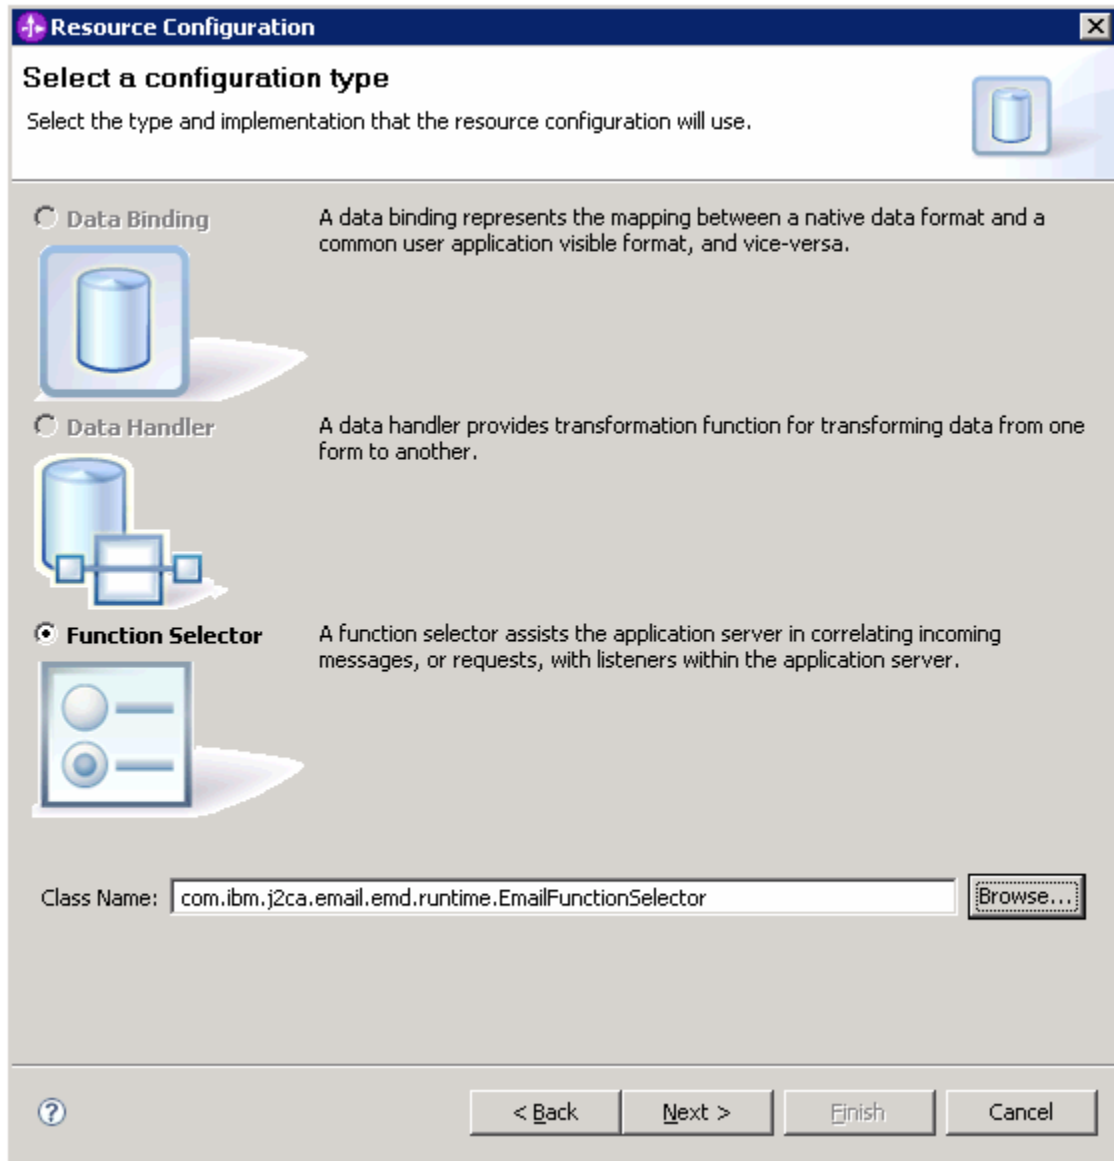 Resource Configuration
Select a configuration type
Select the type and implementation that the resource configuration will use.
Data Binding
A data binding represents the mapping between a native data format and a
common user application visible format, and vice-versa.
Data Handler
A data handler provides transformation function for transforming data from one
form to another.
Function Selector
A function selector assists the application server in correlating incoming
messages, or requests, with listeners within the application server.
Class Name: com.ibm.j2ca.email.emd.runtime.EmailFunctionSelector Browse...
? < Back Next > Finish Cancel